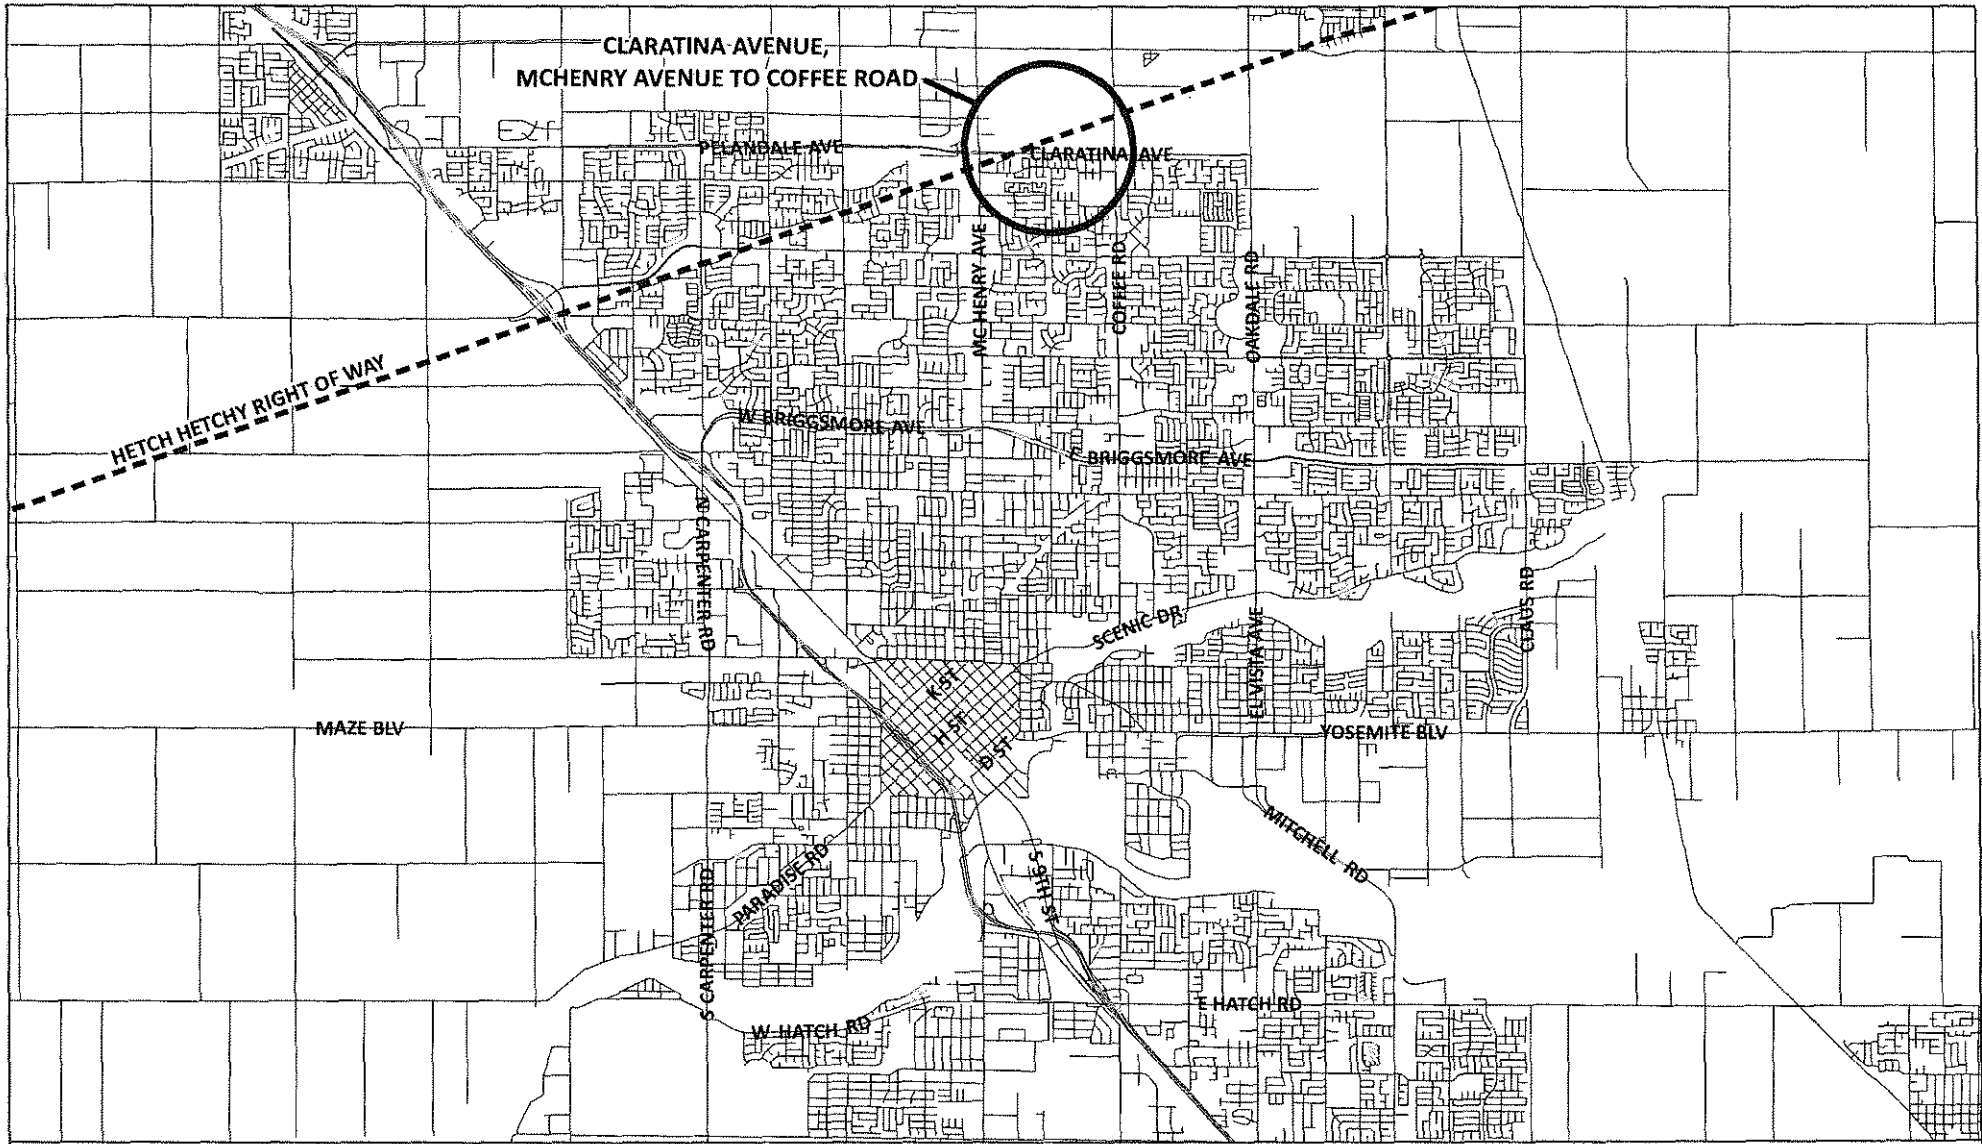 CLARATINA AVENUE,
MCHENRY AVENUE TO COFFEE ROAD
PELANDALE AVE
CLARATINA AVE
MCHENRY AVE
COFFEE RD
OAKDALE RD
HETCH HETCHY RIGHT OF WAY
W BRIGGSMORE AVE
E BRIGGSMORE AVE
N CARPENTER RD
SCENIC DR
EL VISTA AVE
CLAUS RD
K ST
H ST
D ST
MAZE BLV
YOSEMITE BLV
MITCHELL RD
PARADISE RD
S 9TH ST
S CARPENTER RD
W HATCH RD
E HATCH RD